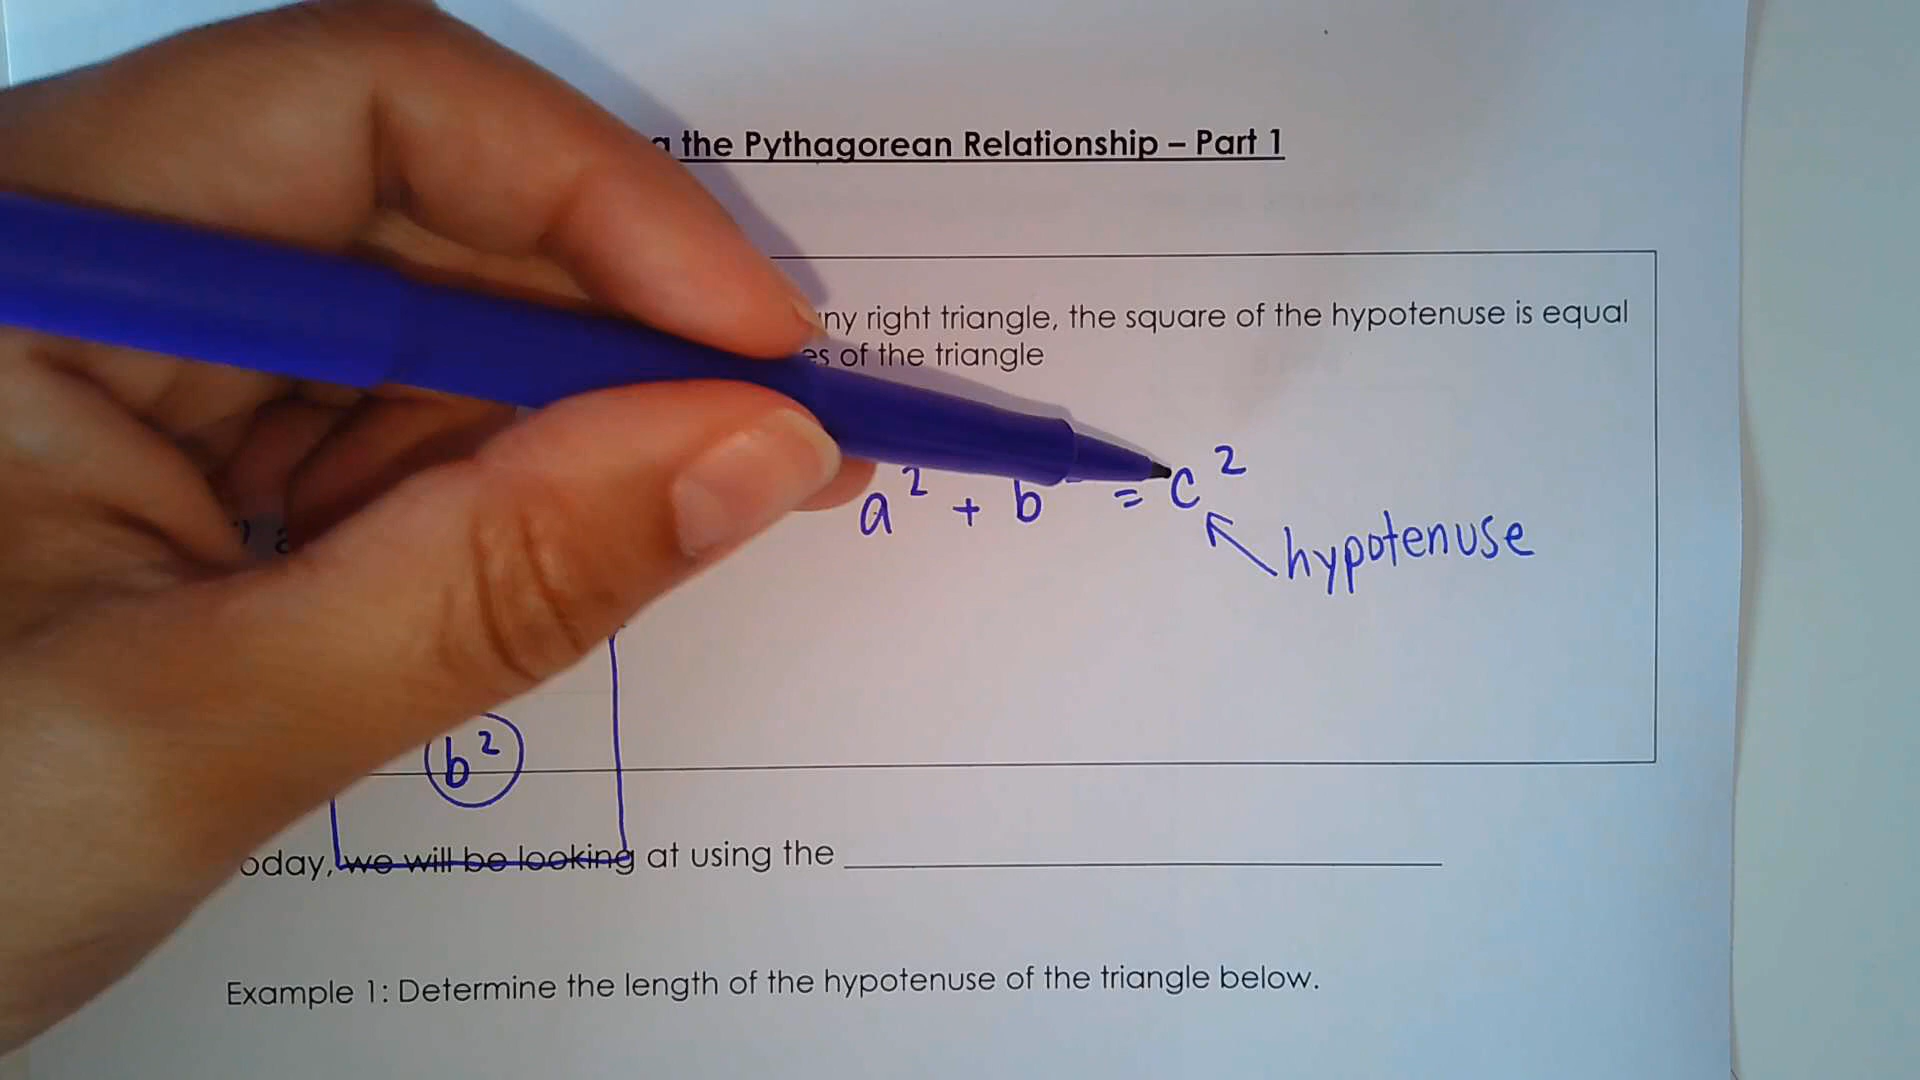 the Pythagorean Relationship – Part 1
right triangle, the square of the hypotenuse is equal
of the triangle
a² + b = c²
hypotenuse
b²
we will be looking at using the
Example 1: Determine the length of the hypotenuse of the triangle below.